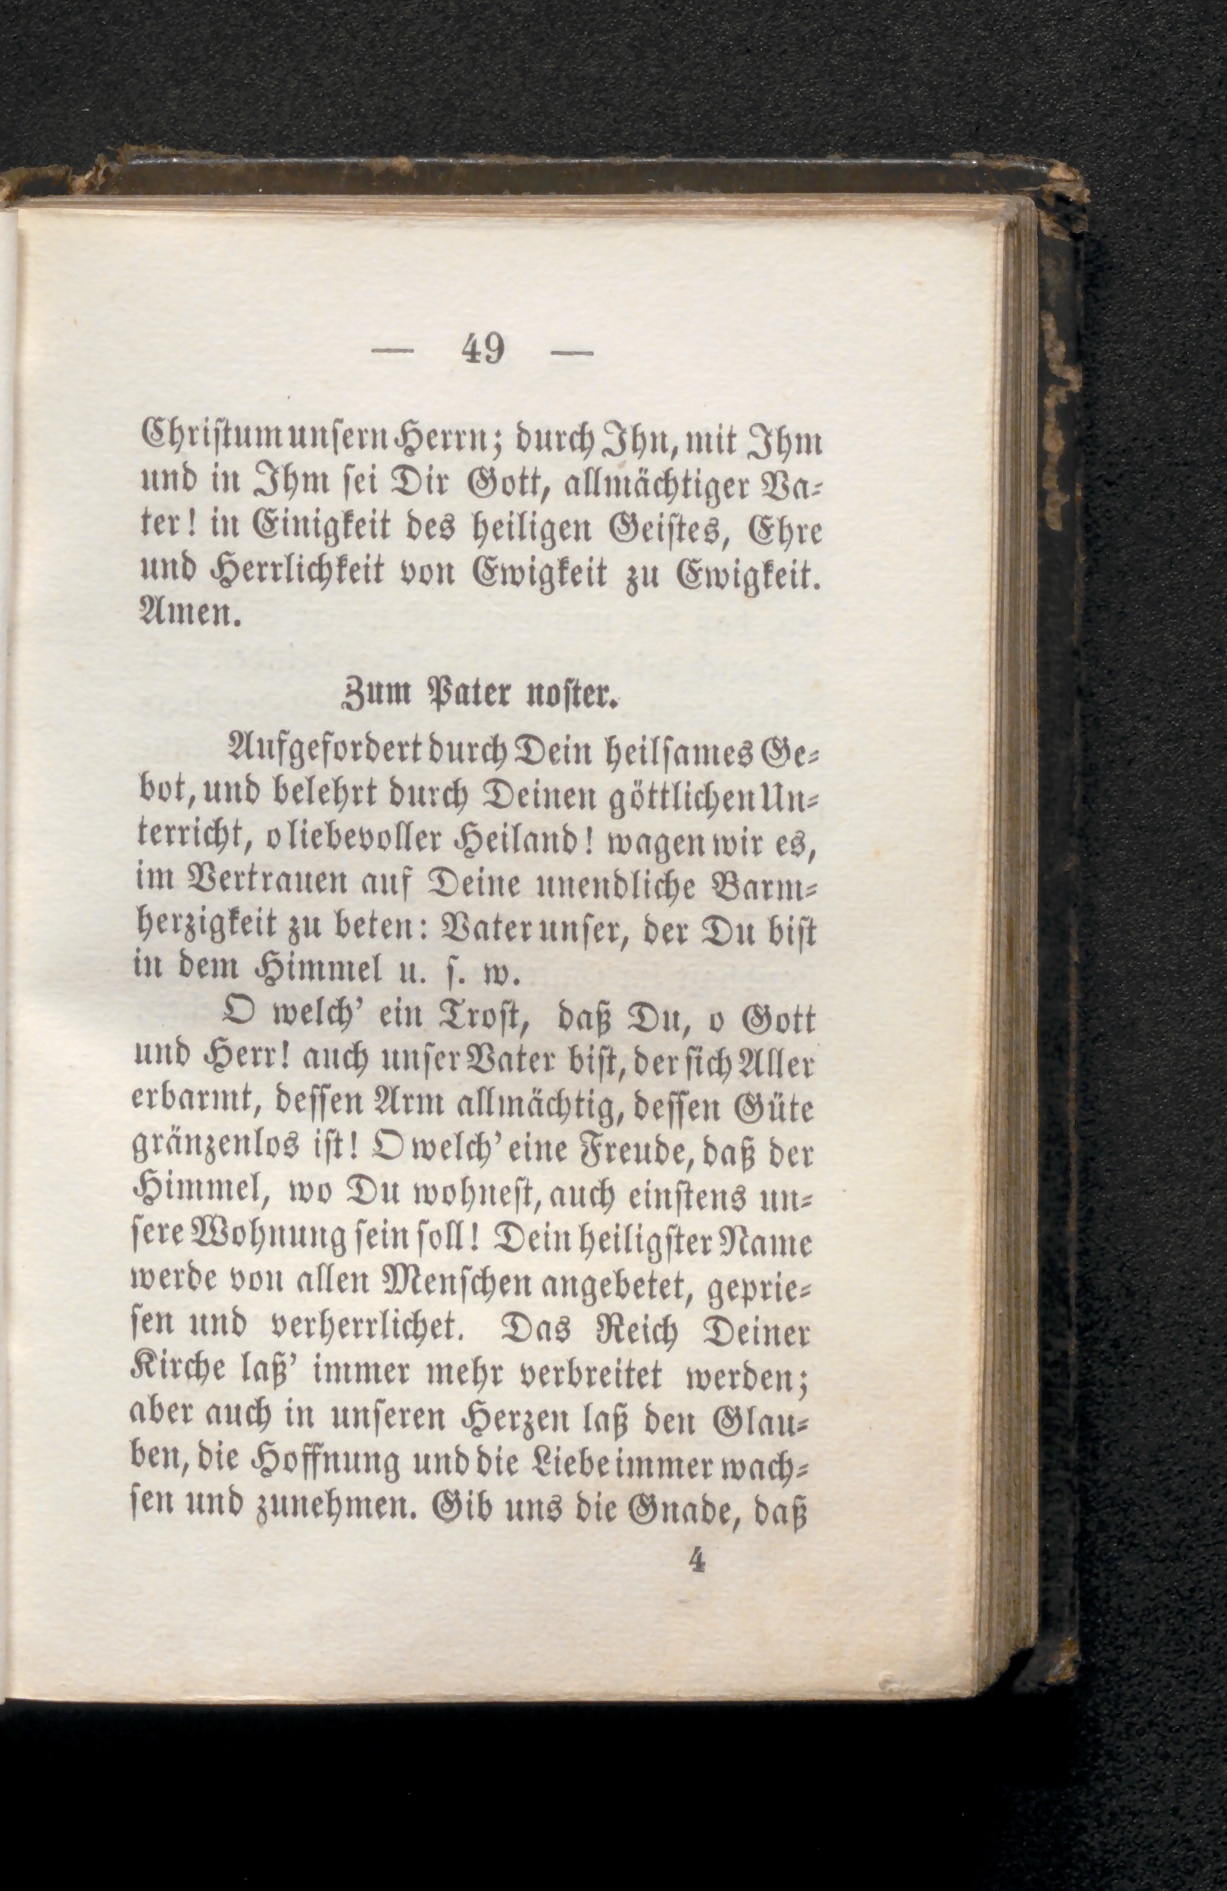 — 49 —
Christum unsern Herrn; durch Ihn, mit Ihm
und in Ihm sei Dir Gott, allmächtiger Va-
ter! in Einigkeit des heiligen Geistes, Ehre
und Herrlichkeit von Ewigkeit zu Ewigkeit.
Amen.
Zum Pater noster.
Aufgefordert durch Dein heilsames Ge-
bot, und belehrt durch Deinen göttlichen Un-
terricht, o liebevoller Heiland! wagen wir es,
im Vertrauen auf Deine unendliche Barm-
herzigkeit zu beten: Vater unser, der Du bist
in dem Himmel u. s. w.
O welch' ein Trost, daß Du, o Gott
und Herr! auch unser Vater bist, der sich Aller
erbarmt, dessen Arm allmächtig, dessen Güte
gränzenlos ist! O welch' eine Freude, daß der
Himmel, wo Du wohnest, auch einstens un-
sere Wohnung sein soll! Dein heiligster Name
werde von allen Menschen angebetet, geprie-
sen und verherrlichet. Das Reich Deiner
Kirche laß' immer mehr verbreitet werden;
aber auch in unseren Herzen laß den Glau-
ben, die Hoffnung und die Liebe immer wach-
sen und zunehmen. Gib uns die Gnade, daß
4